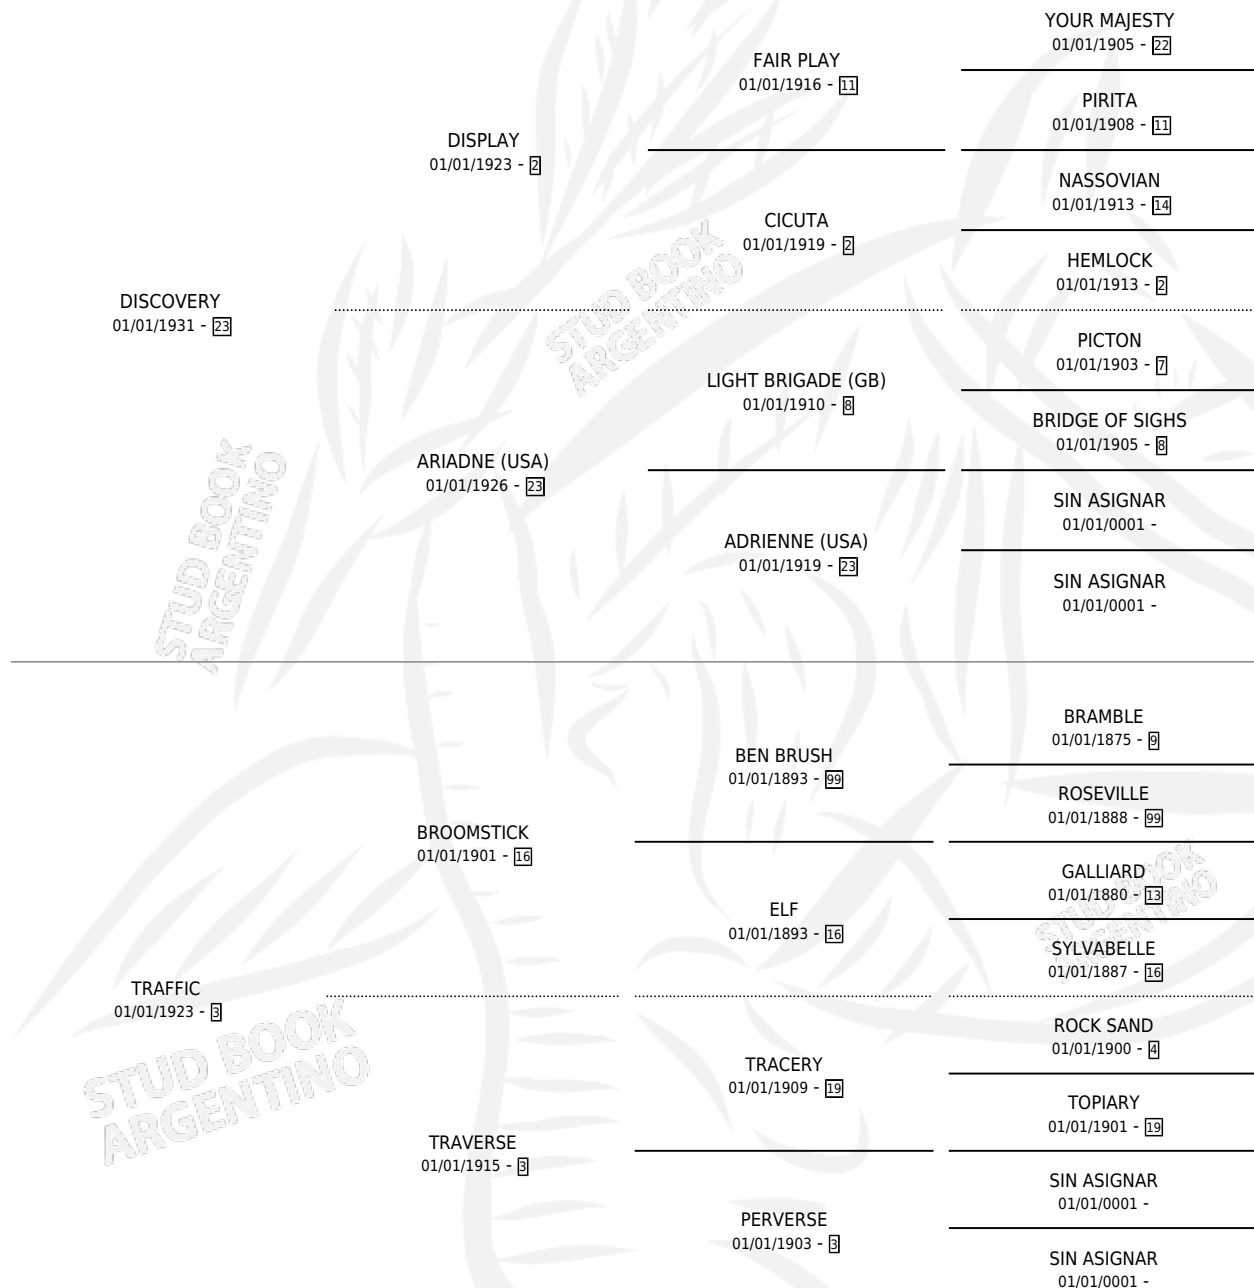 YOUR MAJESTY
01/01/1905 - 22
FAIR PLAY
01/01/1916 - 11
PIRITA
01/01/1908 - 11
DISPLAY
01/01/1923 - 2
NASSOVIAN
01/01/1913 - 14
CICUTA
01/01/1919 - 2
HEMLOCK
01/01/1913 - 2
DISCOVERY
01/01/1931 - 23
PICTON
01/01/1903 - 7
LIGHT BRIGADE (GB)
01/01/1910 - 8
BRIDGE OF SIGHS
01/01/1905 - 8
ARIADNE (USA)
01/01/1926 - 23
SIN ASIGNAR
01/01/0001 -
ADRIENNE (USA)
01/01/1919 - 23
SIN ASIGNAR
01/01/0001 -
BRAMBLE
01/01/1875 - 9
BEN BRUSH
01/01/1893 - 99
ROSEVILLE
01/01/1888 - 99
BROOMSTICK
01/01/1901 - 16
GALLIARD
01/01/1880 - 13
ELF
01/01/1893 - 16
SYLVABELLE
01/01/1887 - 16
TRAFFIC
01/01/1923 - 3
ROCK SAND
01/01/1900 - 4
TRACERY
01/01/1909 - 19
TOPIARY
01/01/1901 - 19
TRAVERSE
01/01/1915 - 3
SIN ASIGNAR
01/01/0001 -
PERVERSE
01/01/1903 - 3
SIN ASIGNAR
01/01/0001 -
STUD BOOK
ARGENTINO
STUD BOOK
ARGENTINO
STUD BOOK
ARGENTINO
STUD BOOK
ARGENTINO